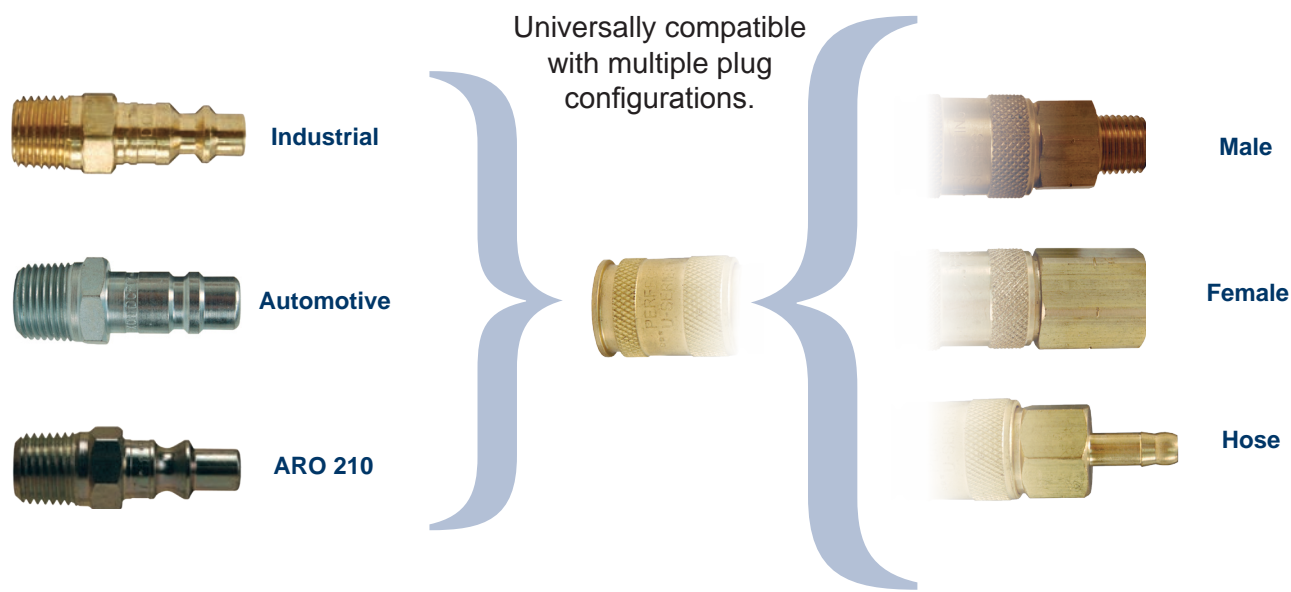 Universally compatible
with multiple plug
configurations.
Industrial
Automotive
ARO 210
Male
Female
Hose